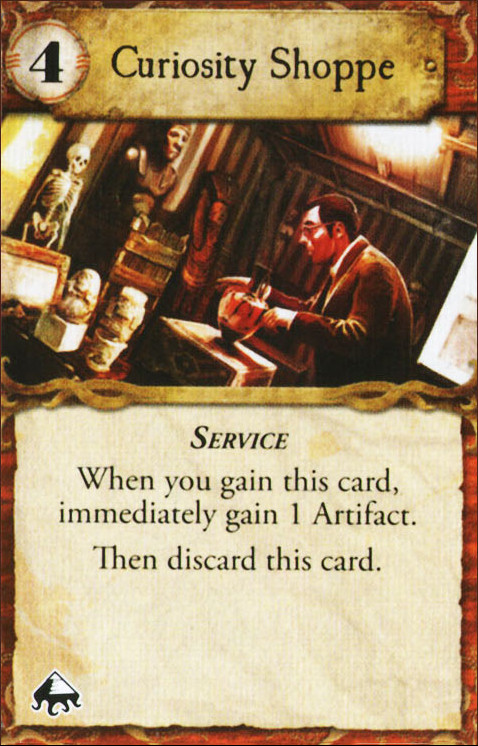 4
Curiosity Shoppe
SERVICE
When you gain this card,
immediately gain 1 Artifact.
Then discard this card.